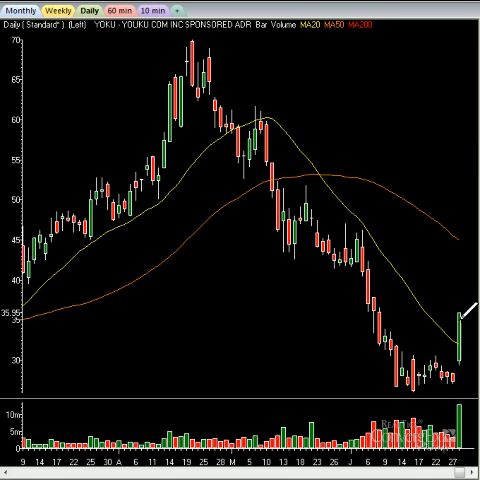 Monthly Weekly Daily 60 min 10 min +
Daily ( Standard* ) (Left) YOKU - YOUKU COM INC SPONSORED ADR Bar Volume MA20 MA50 MA200
70
65
60
55
50
45
40
35.95
30
10m
5m
0
9 14 17 22 25 30 A 6 11 14 19 25 28 M 5 10 13 18 23 26 J 6 9 14 17 22 27